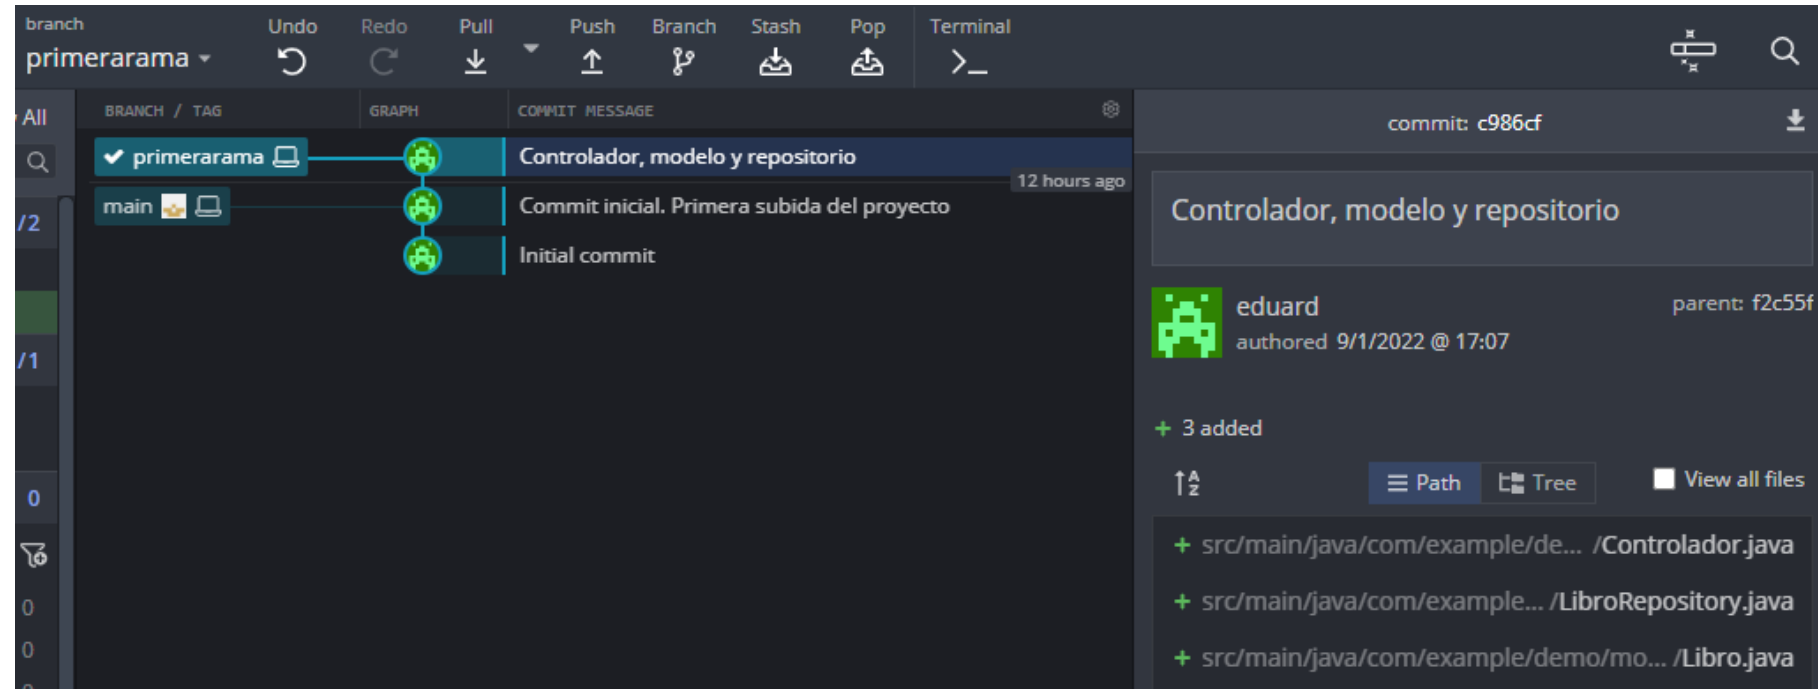 branch
primerarama
Undo
Redo
Pull
Push
Branch
Stash
Pop
Terminal
All
BRANCH / TAG
GRAPH
COMMIT MESSAGE
primerarama
Controlador, modelo y repositorio
12 hours ago
main
Commit inicial. Primera subida del proyecto
Initial commit
/2
/1
0
0
0
commit: c986cf
Controlador, modelo y repositorio
eduard
parent: f2c55f
authored 9/1/2022 @ 17:07
+ 3 added
A
Z
Path
Tree
View all files
+ src/main/java/com/example/de... /Controlador.java
+ src/main/java/com/example... /LibroRepository.java
+ src/main/java/com/example/demo/mo... /Libro.java